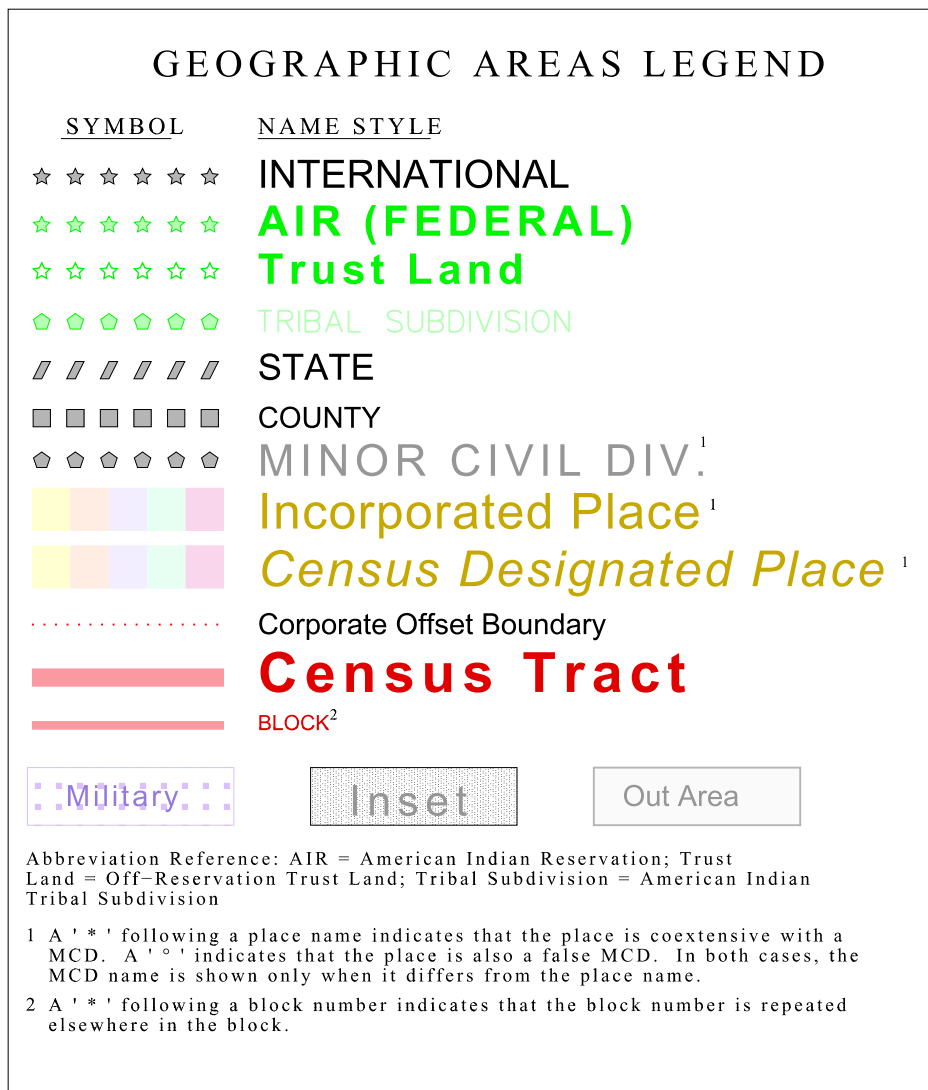 GEOGRAPHIC AREAS LEGEND
SYMBOL NAME STYLE
INTERNATIONAL
AIR (FEDERAL)
Trust Land
TRIBAL SUBDIVISION
STATE
COUNTY
MINOR CIVIL DIV.1
Incorporated Place 1
Census Designated Place 1
Corporate Offset Boundary
Census Tract
BLOCK2
Military Inset Out Area
Abbreviation Reference: AIR = American Indian Reservation; Trust
Land = Off−Reservation Trust Land; Tribal Subdivision = American Indian
Tribal Subdivision
1 A ' * ' following a place name indicates that the place is coextensive with a
MCD. A ' ° ' indicates that the place is also a false MCD. In both cases, the
MCD name is shown only when it differs from the place name.
2 A ' * ' following a block number indicates that the block number is repeated
elsewhere in the block.